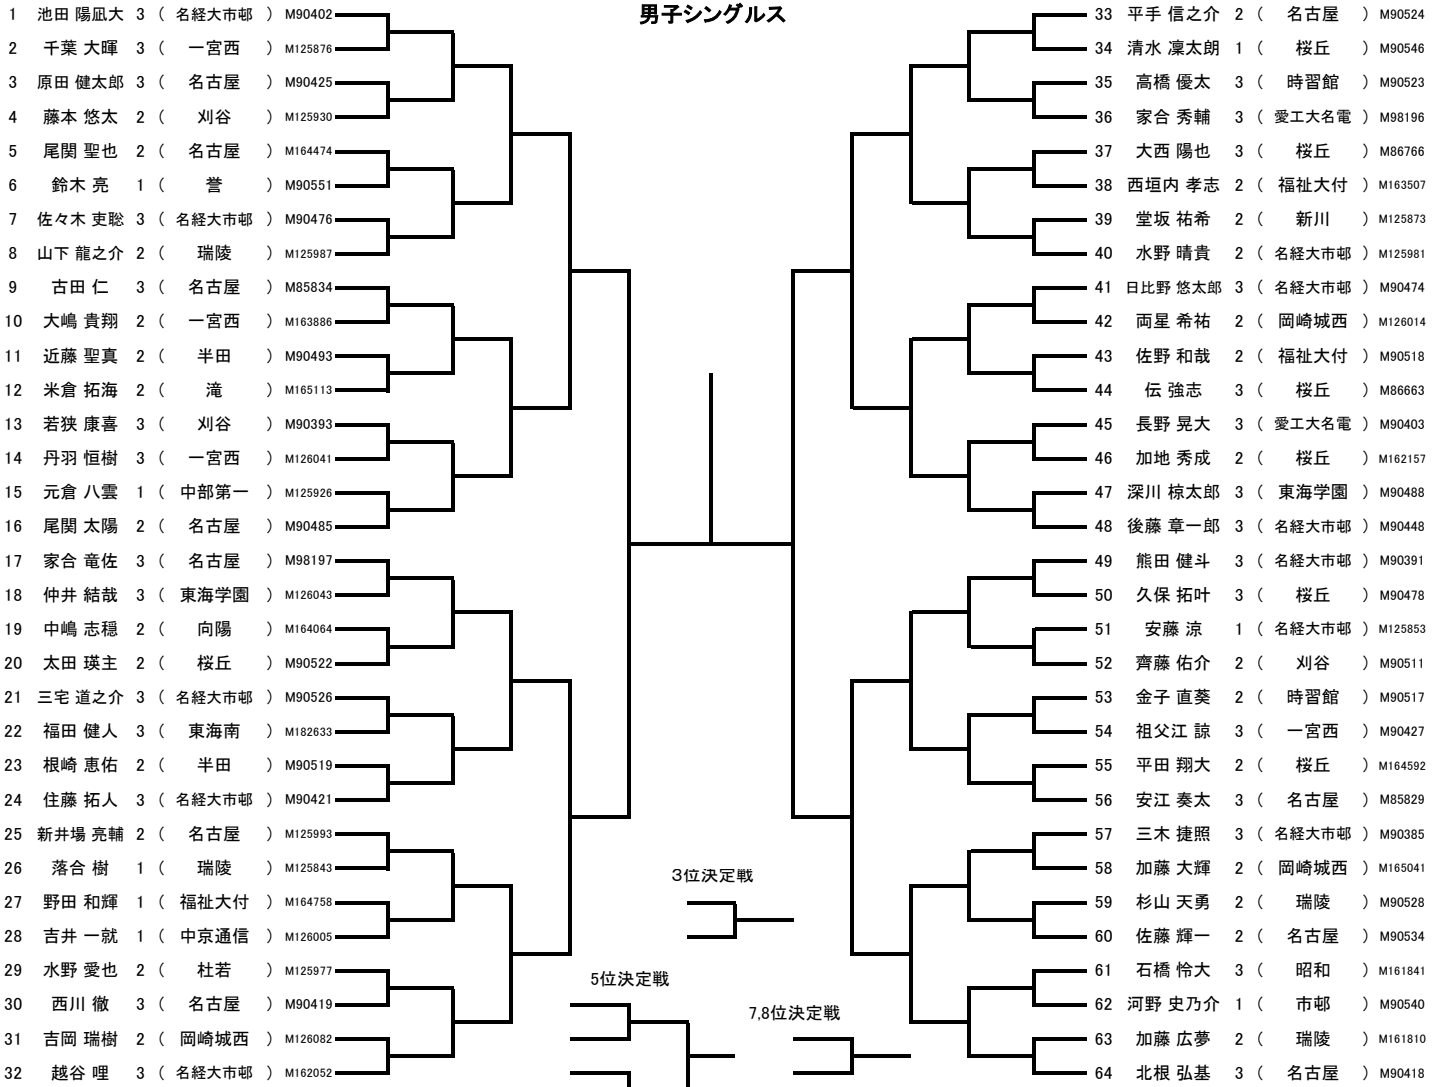 男子シングルス
1 池田 陽凪大 3 ( 名経大市邨 ) M90402
2 千葉 大暉 3 ( 一宮西 ) M125876
3 原田 健太郎 3 ( 名古屋 ) M90425
4 藤本 悠太 2 ( 刈谷 ) M125930
5 尾関 聖也 2 ( 名古屋 ) M164474
6 鈴木 亮 1 ( 誉 ) M90551
7 佐々木 吏聡 3 ( 名経大市邨 ) M90476
8 山下 龍之介 2 ( 瑞陵 ) M125987
9 古田 仁 3 ( 名古屋 ) M85834
10 大嶋 貴翔 2 ( 一宮西 ) M163886
11 近藤 聖真 2 ( 半田 ) M90493
12 米倉 拓海 2 ( 滝 ) M165113
13 若狭 康喜 3 ( 刈谷 ) M90393
14 丹羽 恒樹 3 ( 一宮西 ) M126041
15 元倉 八雲 1 ( 中部第一 ) M125926
16 尾関 太陽 2 ( 名古屋 ) M90485
17 家合 竜佐 3 ( 名古屋 ) M98197
18 仲井 結哉 3 ( 東海学園 ) M126043
19 中嶋 志穏 2 ( 向陽 ) M164064
20 太田 瑛主 2 ( 桜丘 ) M90522
21 三宅 道之介 3 ( 名経大市邨 ) M90526
22 福田 健人 3 ( 東海南 ) M182633
23 根崎 恵佑 2 ( 半田 ) M90519
24 住藤 拓人 3 ( 名経大市邨 ) M90421
25 新井場 亮輔 2 ( 名古屋 ) M125993
26 落合 樹 1 ( 瑞陵 ) M125843
27 野田 和輝 1 ( 福祉大付 ) M164758
28 吉井 一就 1 ( 中京通信 ) M126005
29 水野 愛也 2 ( 杜若 ) M125977
30 西川 徹 3 ( 名古屋 ) M90419
31 吉岡 瑞樹 2 ( 岡崎城西 ) M126082
32 越谷 哩 3 ( 名経大市邨 ) M162052
33 平手 信之介 2 ( 名古屋 ) M90524
34 清水 凜太朗 1 ( 桜丘 ) M90546
35 高橋 優太 3 ( 時習館 ) M90523
36 家合 秀輔 3 ( 愛工大名電 ) M98196
37 大西 陽也 3 ( 桜丘 ) M86766
38 西垣内 孝志 2 ( 福祉大付 ) M163507
39 堂坂 祐希 2 ( 新川 ) M125873
40 水野 晴貴 2 ( 名経大市邨 ) M125981
41 日比野 悠太郎 3 ( 名経大市邨 ) M90474
42 両星 希祐 2 ( 岡崎城西 ) M126014
43 佐野 和哉 2 ( 福祉大付 ) M90518
44 伝 強志 3 ( 桜丘 ) M86663
45 長野 晃大 3 ( 愛工大名電 ) M90403
46 加地 秀成 2 ( 桜丘 ) M162157
47 深川 椋太郎 3 ( 東海学園 ) M90488
48 後藤 章一郎 3 ( 名経大市邨 ) M90448
49 熊田 健斗 3 ( 名経大市邨 ) M90391
50 久保 拓叶 3 ( 桜丘 ) M90478
51 安藤 涼 1 ( 名経大市邨 ) M125853
52 齊藤 佑介 2 ( 刈谷 ) M90511
53 金子 直葵 2 ( 時習館 ) M90517
54 祖父江 諒 3 ( 一宮西 ) M90427
55 平田 翔大 2 ( 桜丘 ) M164592
56 安江 奏太 3 ( 名古屋 ) M85829
57 三木 捷照 3 ( 名経大市邨 ) M90385
58 加藤 大輝 2 ( 岡崎城西 ) M165041
59 杉山 天勇 2 ( 瑞陵 ) M90528
60 佐藤 輝一 2 ( 名古屋 ) M90534
61 石橋 怜大 3 ( 昭和 ) M161841
62 河野 史乃介 1 ( 市邨 ) M90540
63 加藤 広夢 2 ( 瑞陵 ) M161810
64 北根 弘基 3 ( 名古屋 ) M90418
3位決定戦
5位決定戦
7,8位決定戦